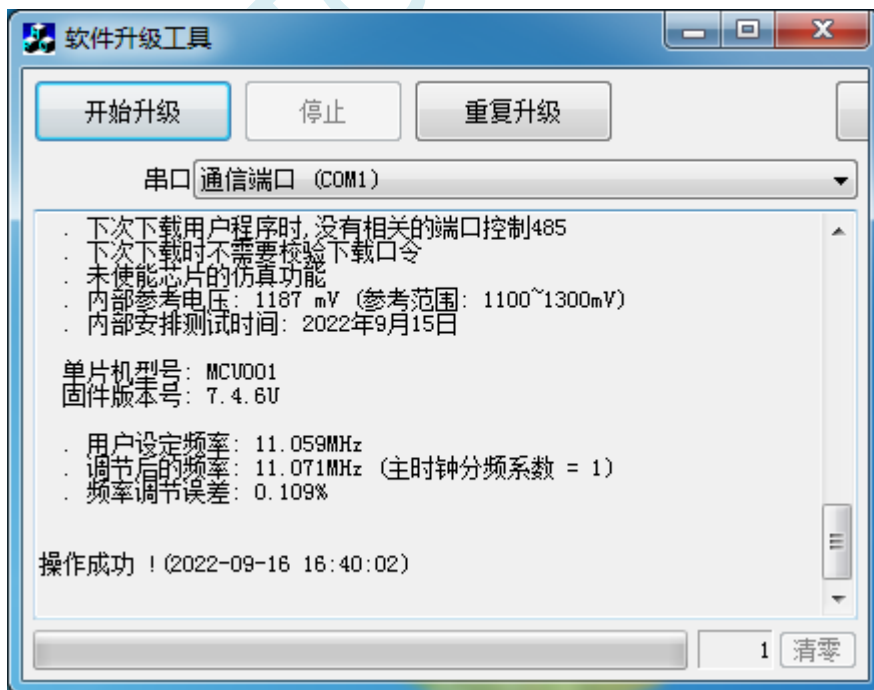 软件升级工具
开始升级 停止 重复升级
串口 通信端口 (COM1)
. 下次下载用户程序时,没有相关的端口控制485
. 下次下载时不需要校验下载口令
. 未使能芯片的仿真功能
. 内部参考电压: 1187 mV (参考范围: 1100~1300mV)
. 内部安排测试时间: 2022年9月15日
单片机型号: MCU001
固件版本号: 7.4.6U
. 用户设定频率: 11.059MHz
. 调节后的频率: 11.071MHz (主时钟分频系数 = 1)
. 频率调节误差: 0.109%
操作成功 !(2022-09-16 16:40:02)
1 清零